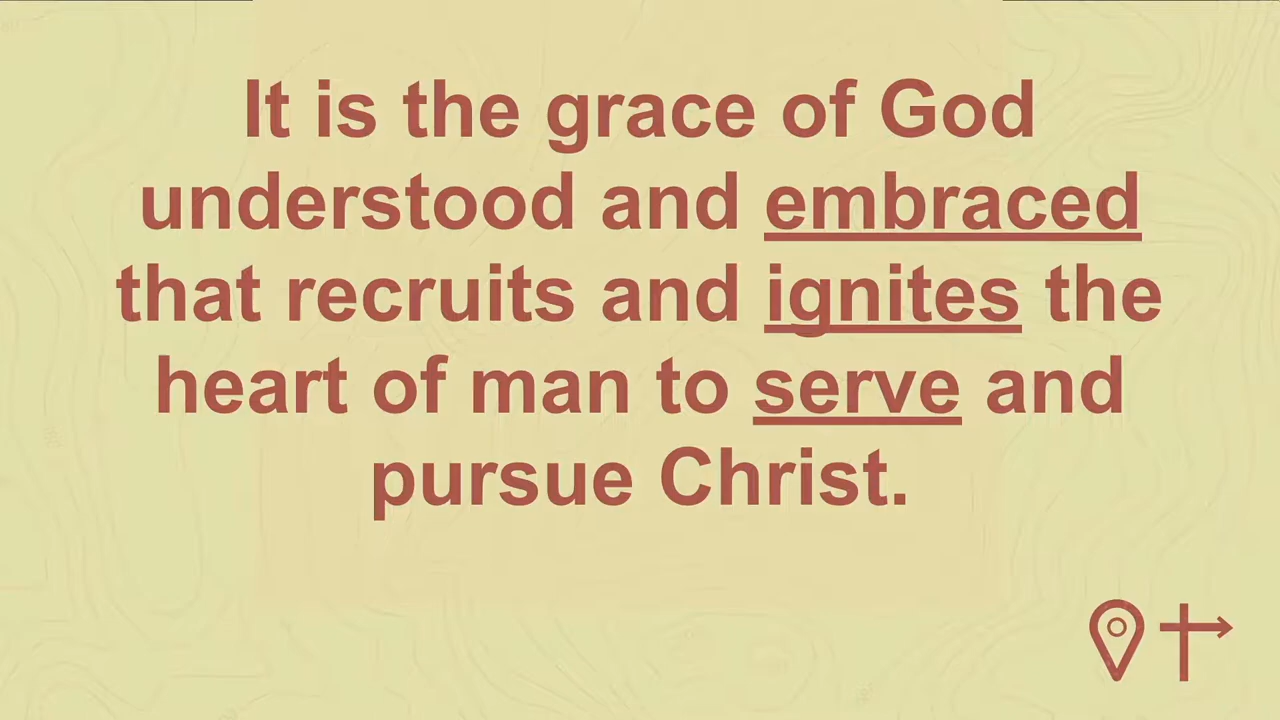 It is the grace of God
understood and embraced
that recruits and ignites the
heart of man to serve and
pursue Christ.